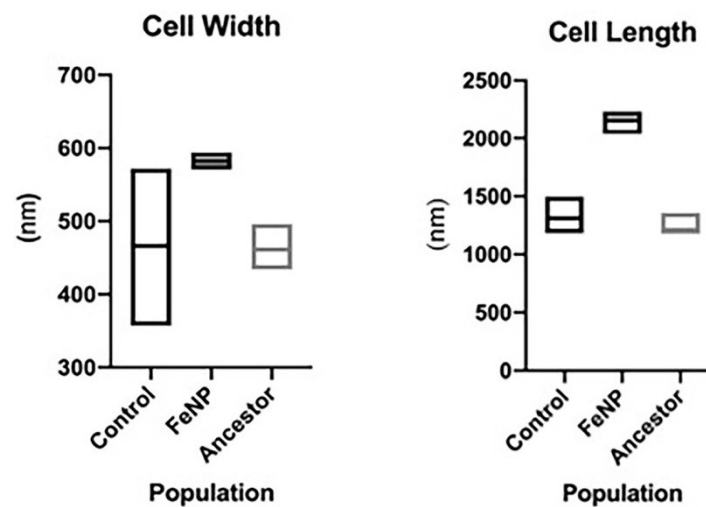 Cell Width
700
600
500
400
300
(nm)
Control
FeNP
Ancestor
Population
Cell Length
2500
2000
1500
1000
500
0
(nm)
Control
FeNP
Ancestor
Population